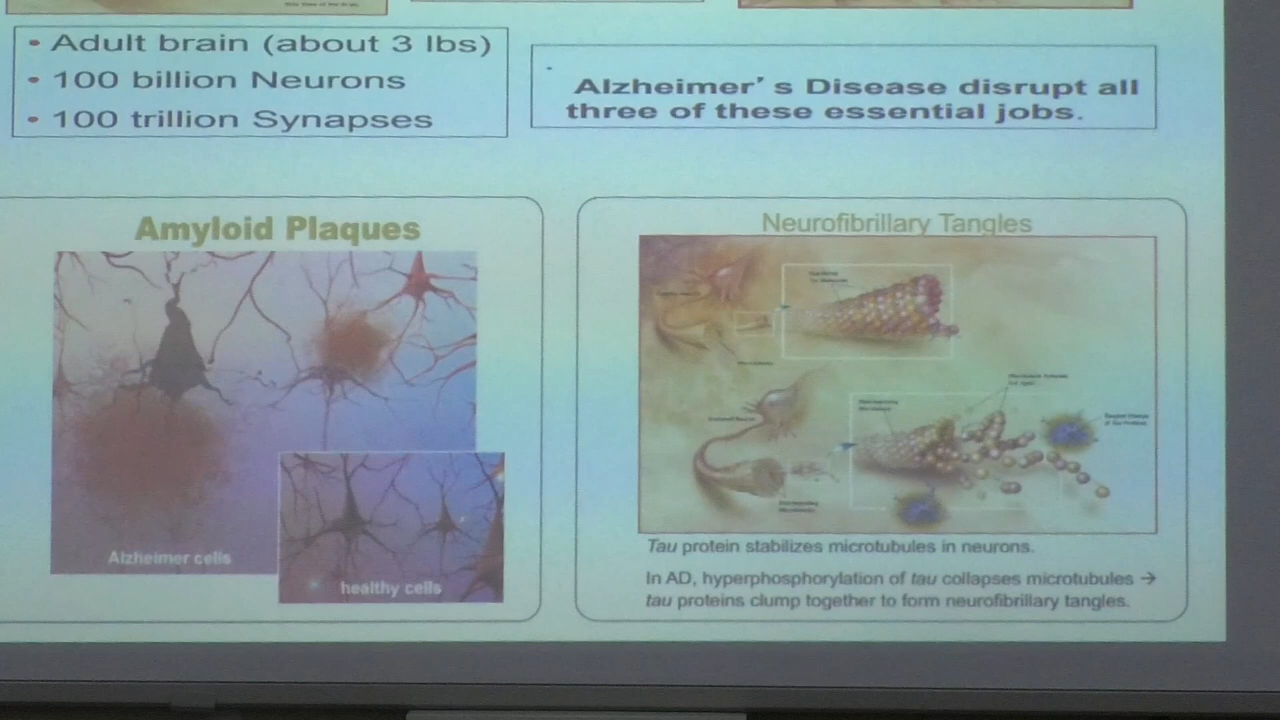 • Adult brain (about 3 lbs)
• 100 billion Neurons
• 100 trillion Synapses
Alzheimer's Disease disrupt all
three of these essential jobs.
Amyloid Plaques
Alzheimer cells
healthy cells
Neurofibrillary Tangles
Tau protein stabilizes microtubules in neurons.
In AD, hyperphosphorylation of tau collapses microtubules →
tau proteins clump together to form neurofibrillary tangles.